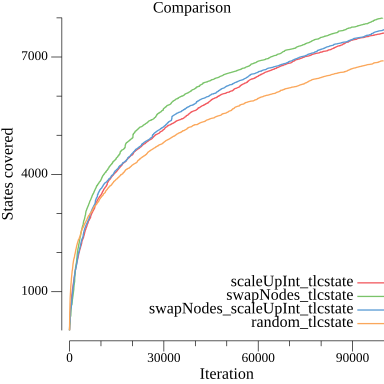 Comparison
States covered
7000
4000
1000
scaleUpInt_tlcstate
swapNodes_tlcstate
swapNodes_scaleUpInt_tlcstate
random_tlcstate
0 30000 60000 90000
Iteration